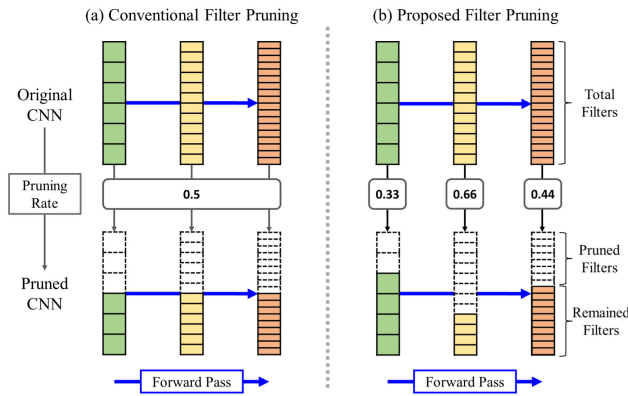 (a) Conventional Filter Pruning
(b) Proposed Filter Pruning
Original
CNN
Total
Filters
Pruning
Rate
0.5
0.33
0.66
0.44
Pruned
CNN
Pruned
Filters
Remained
Filters
Forward Pass
Forward Pass